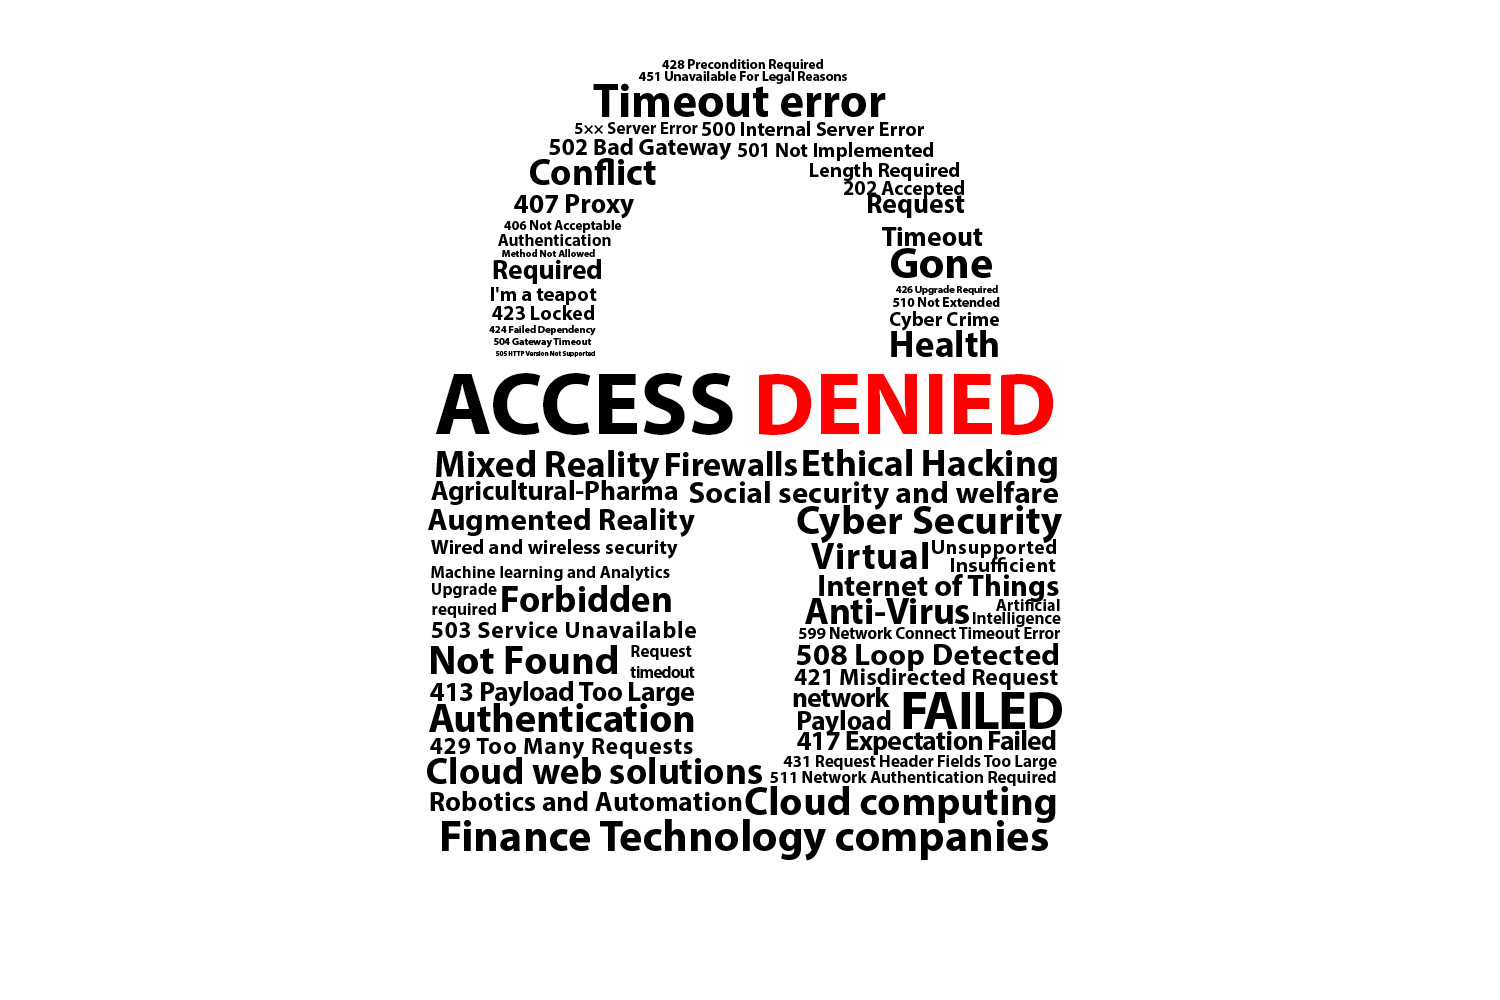 428 Precondition Required
451 Unavailable For Legal Reasons
Timeout error
5×× Server Error 500 Internal Server Error
502 Bad Gateway 501 Not Implemented
Conflict
Length Required
202 Accepted
407 Proxy
Request
406 Not Acceptable
Authentication
Timeout
Method Not Allowed
Required
Gone
I'm a teapot
426 Upgrade Required
423 Locked
510 Not Extended
424 Failed Dependency
Cyber Crime
504 Gateway Timeout
Health
505 HTTP Version Not Supported
ACCESS DENIED
Mixed Reality Firewalls Ethical Hacking
Agricultural-Pharma Social security and welfare
Augmented Reality
Cyber Security
Wired and wireless security
Virtual
Unsupported
Insufficient
Machine learning and Analytics
Internet of Things
Upgrade
required
Forbidden
Anti-Virus
Artificial
Intelligence
503 Service Unavailable
599 Network Connect Timeout Error
Not Found
Request
timedout
508 Loop Detected
421 Misdirected Request
413 Payload Too Large
network
Payload
FAILED
Authentication
417 Expectation Failed
429 Too Many Requests
431 Request Header Fields Too Large
Cloud web solutions
511 Network Authentication Required
Robotics and Automation Cloud computing
Finance Technology companies